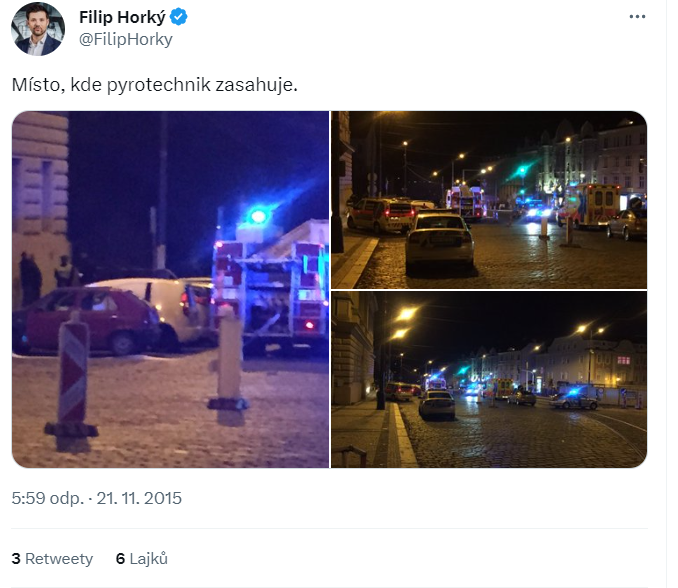 Filip Horký
@FilipHorky
Místo, kde pyrotechnik zasahuje.
5:59 odp. · 21. 11. 2015
3 Retweety 6 Lajků